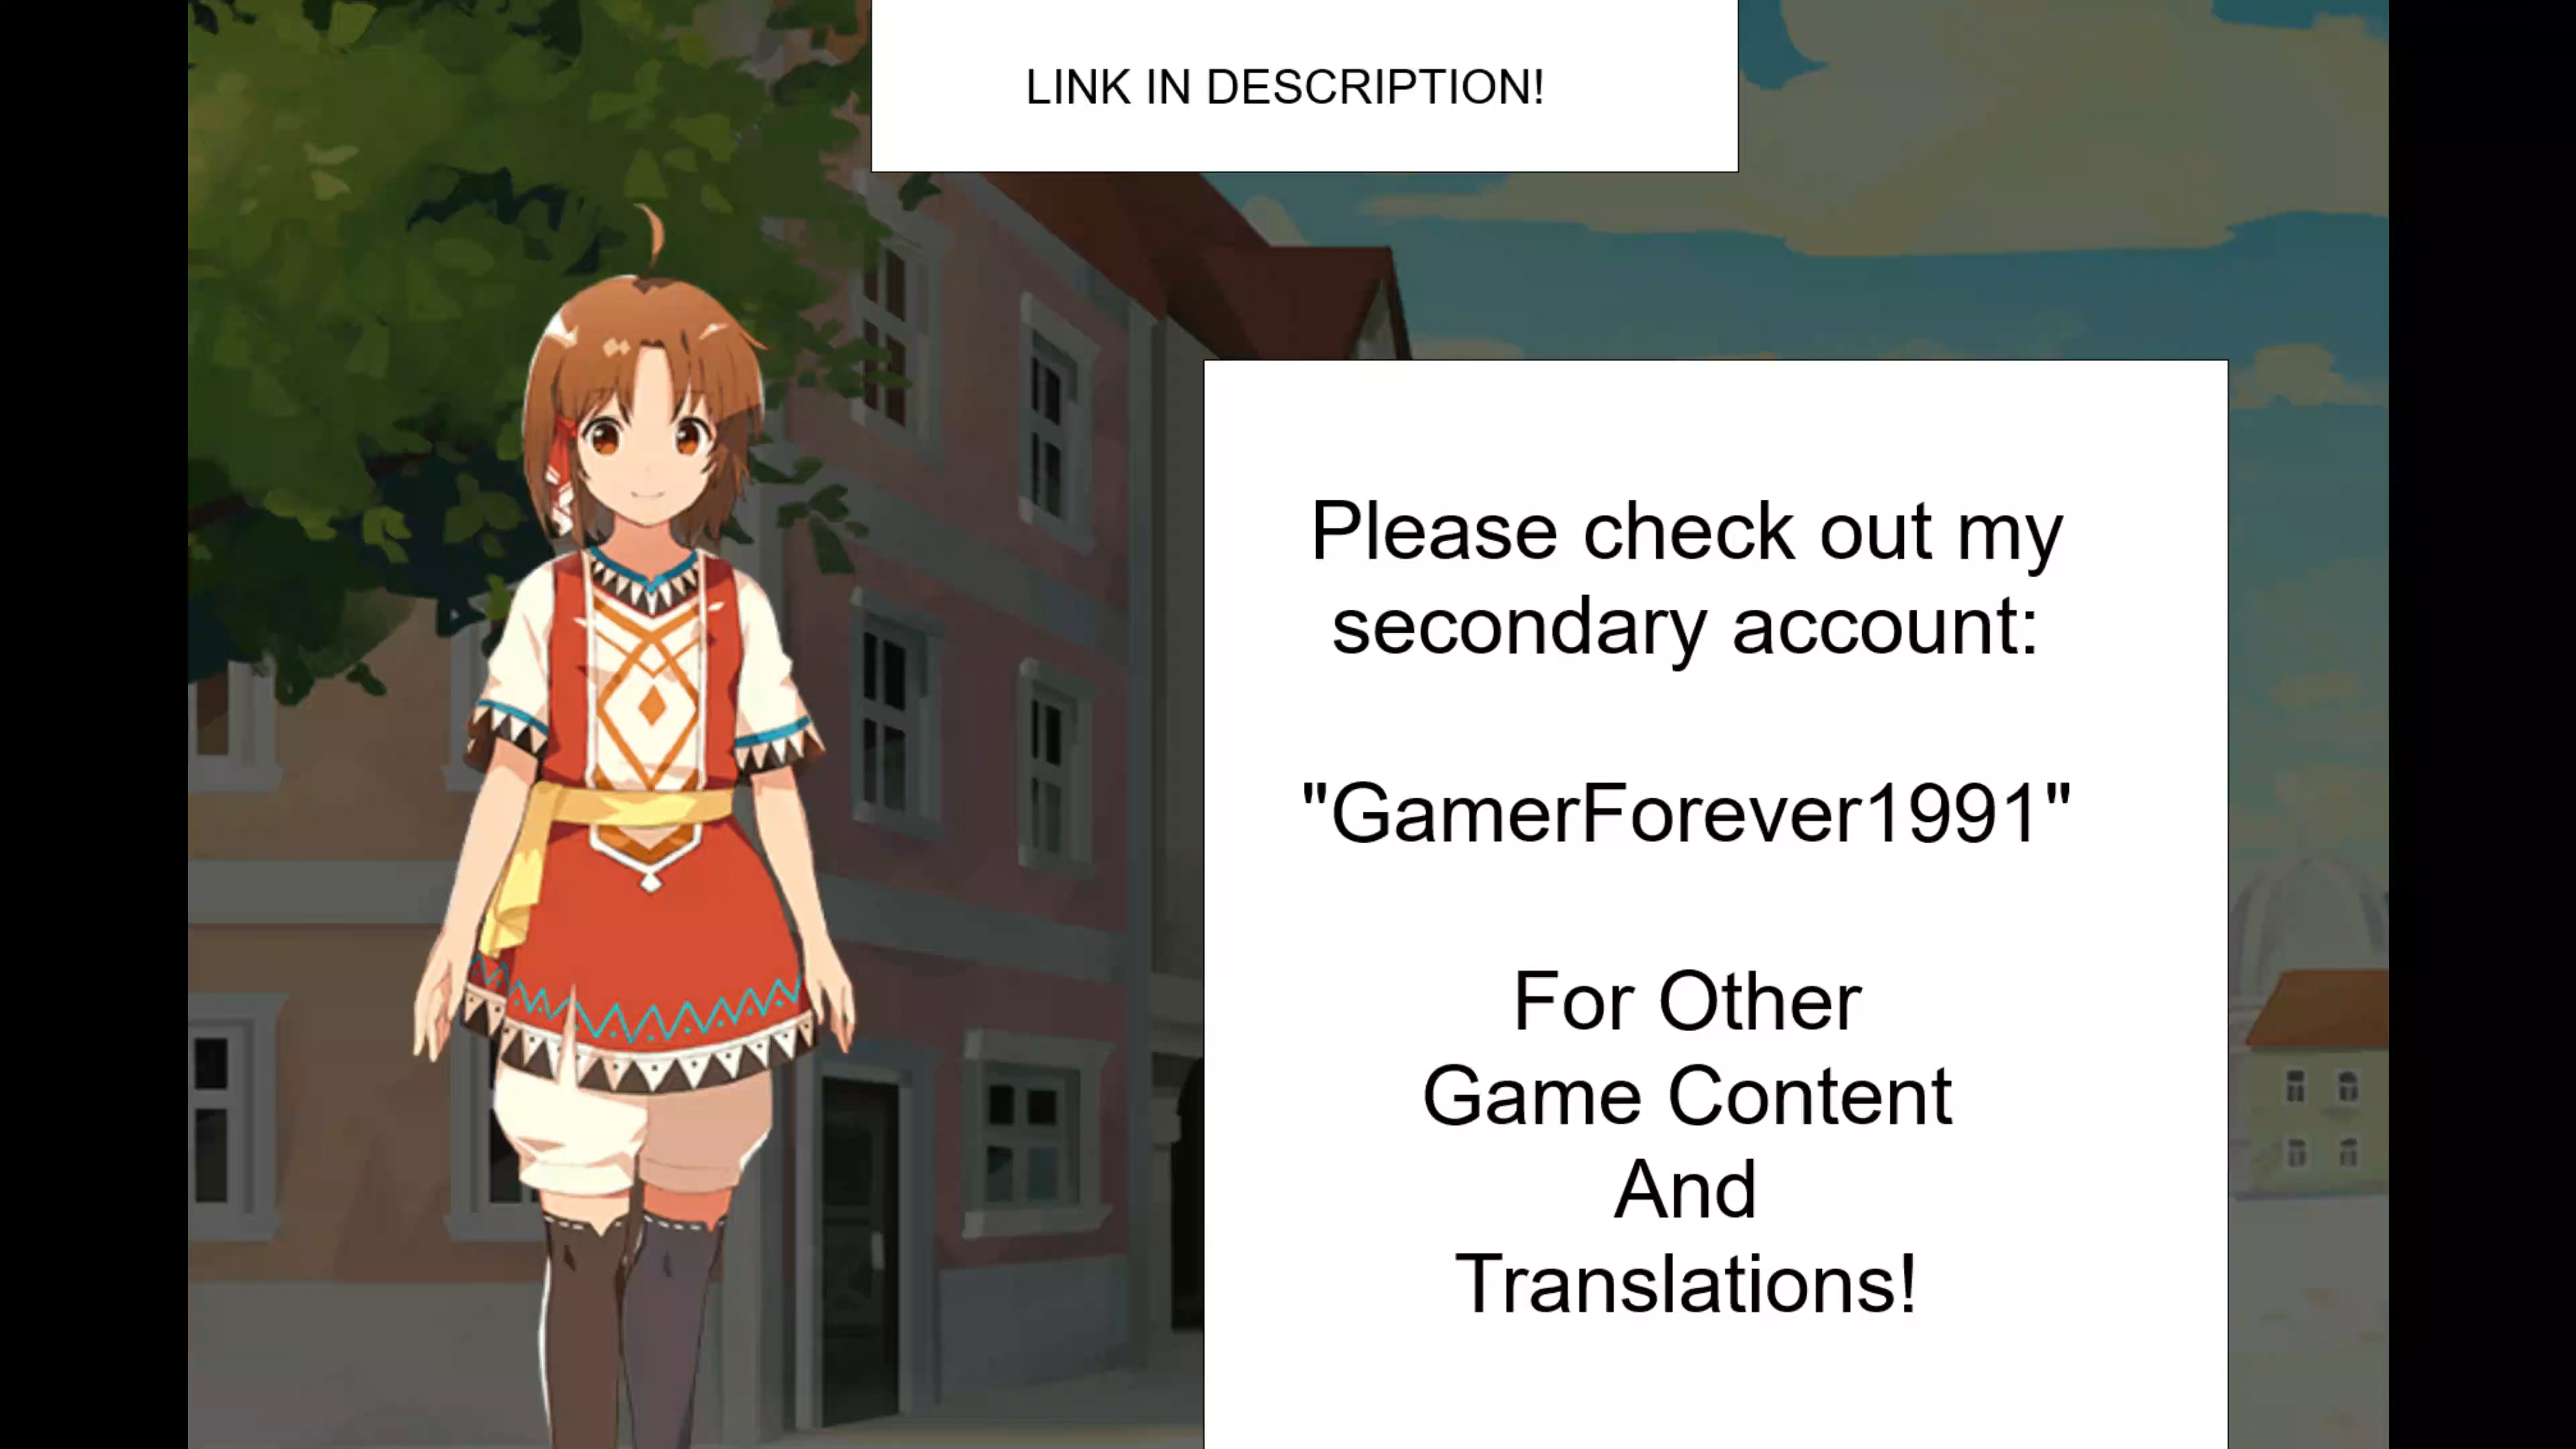 LINK IN DESCRIPTION!
Please check out my
secondary account:
"GamerForever1991"
For Other
Game Content
And
Translations!